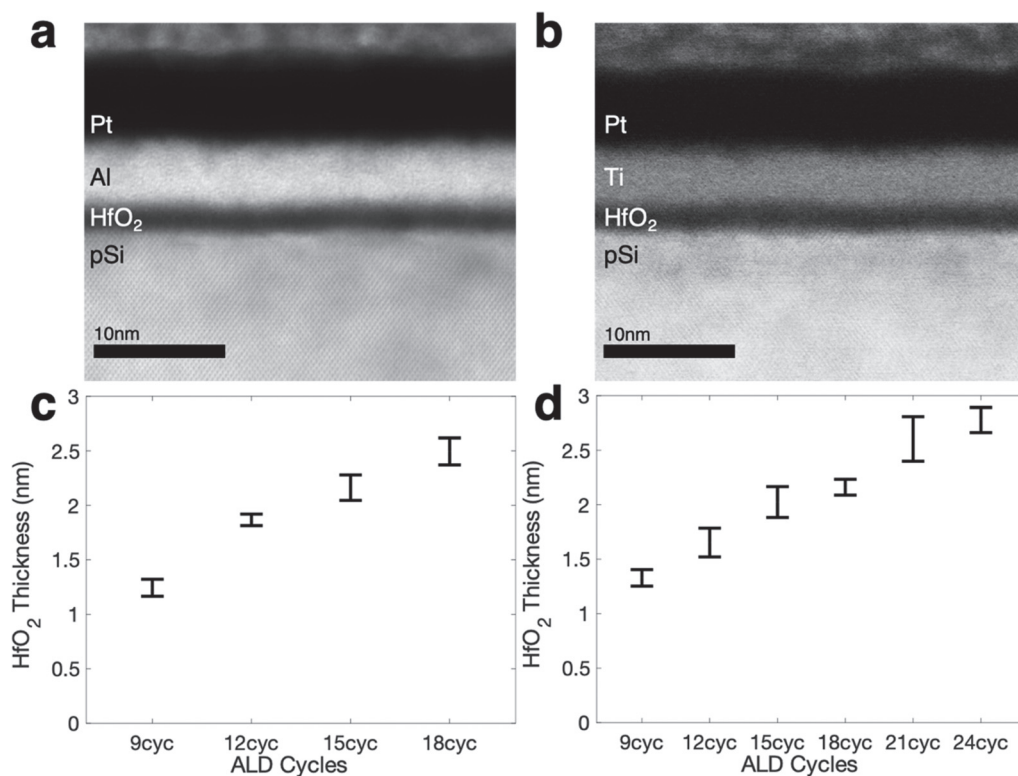 a
Pt
Al
HfO₂
pSi
10nm
b
Pt
Ti
HfO₂
pSi
10nm
c
HfO₂ Thickness (nm)
3
2.5
2
1.5
1
0.5
0
9cyc 12cyc 15cyc 18cyc
ALD Cycles
d
HfO₂ Thickness (nm)
3
2.5
2
1.5
1
0.5
0
9cyc 12cyc 15cyc 18cyc 21cyc 24cyc
ALD Cycles